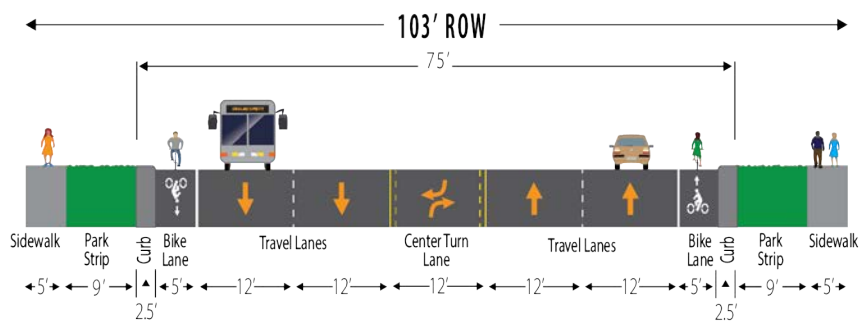 103' ROW
75'
Sidewalk
Park
Strip
Curb
Bike
Lane
Travel Lanes
Center Turn
Lane
Travel Lanes
Bike
Lane
Curb
Park
Strip
Sidewalk
5' 9' 5' 12' 12' 12' 12' 12' 5' 9' 5'
2.5' 2.5'